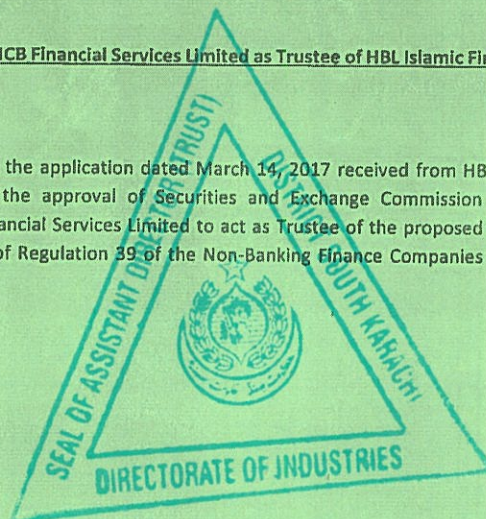 ICB Financial Services Limited as Trustee of HBL Islamic Fi
the application dated March 14, 2017 received from HB
the approval of Securities and Exchange Commission
ancial Services Limited to act as Trustee of the proposed
of Regulation 39 of the Non-Banking Finance Companies
SEAL OF ASSISTANT DIRECTOR (TRUST)
DISTRICT SOUTH KARACHI
DIRECTORATE OF INDUSTRIES